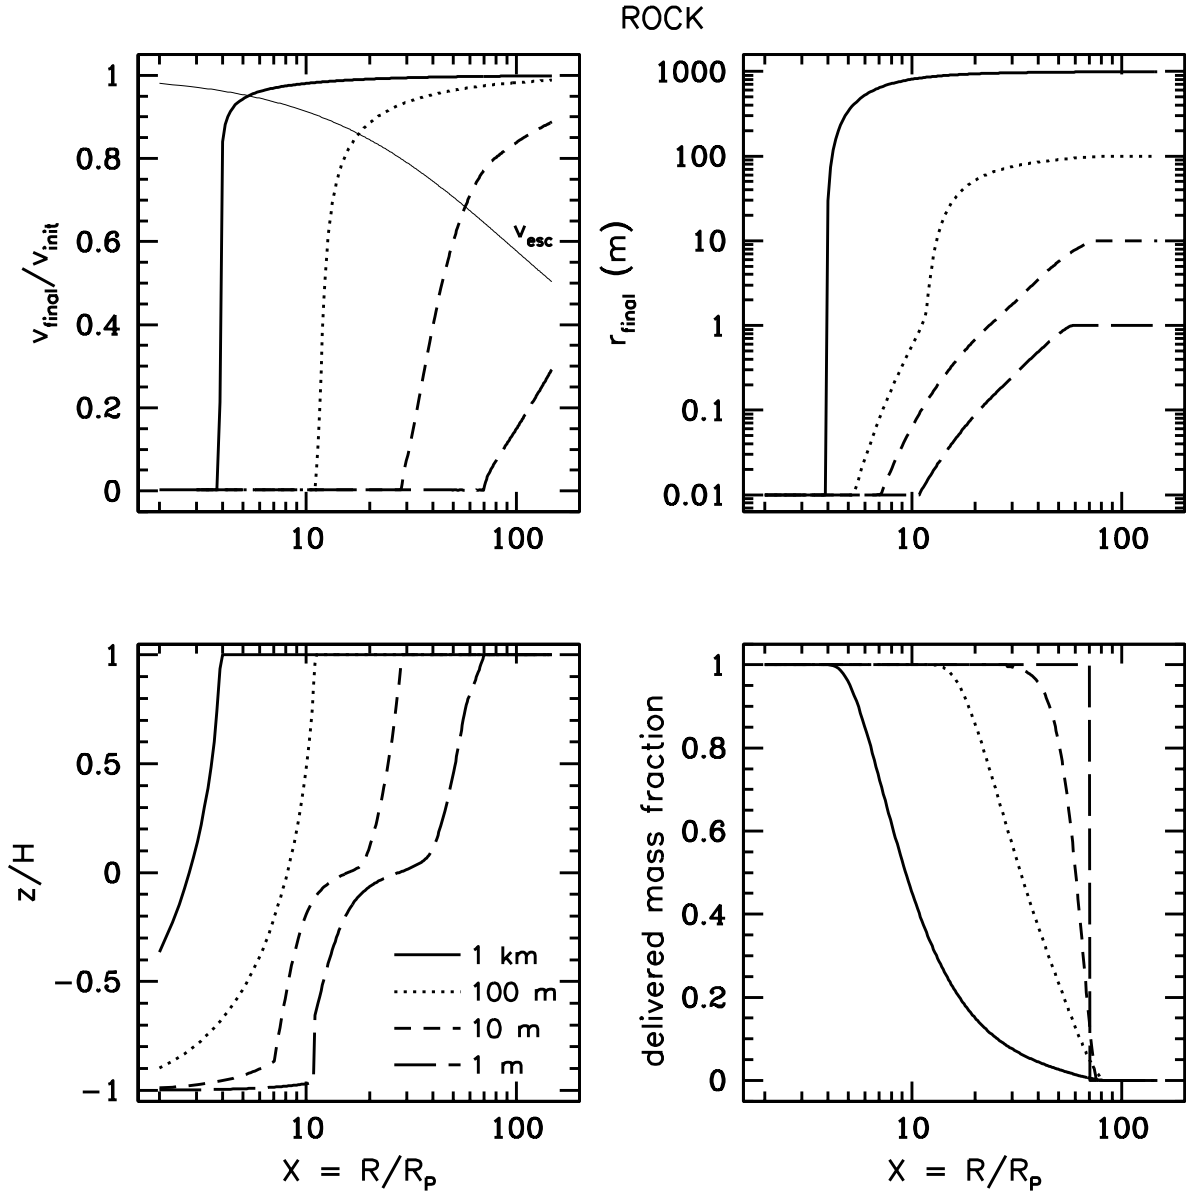 ROCK
v_final/v_init
1
0.8
0.6
0.4
0.2
0
v_esc
10
100
r_final (m)
1000
100
10
1
0.1
0.01
10
100
z/H
1
0.5
0
−0.5
−1
1 km
100 m
10 m
1 m
10
100
X = R/R_P
delivered mass fraction
1
0.8
0.6
0.4
0.2
0
10
100
X = R/R_P